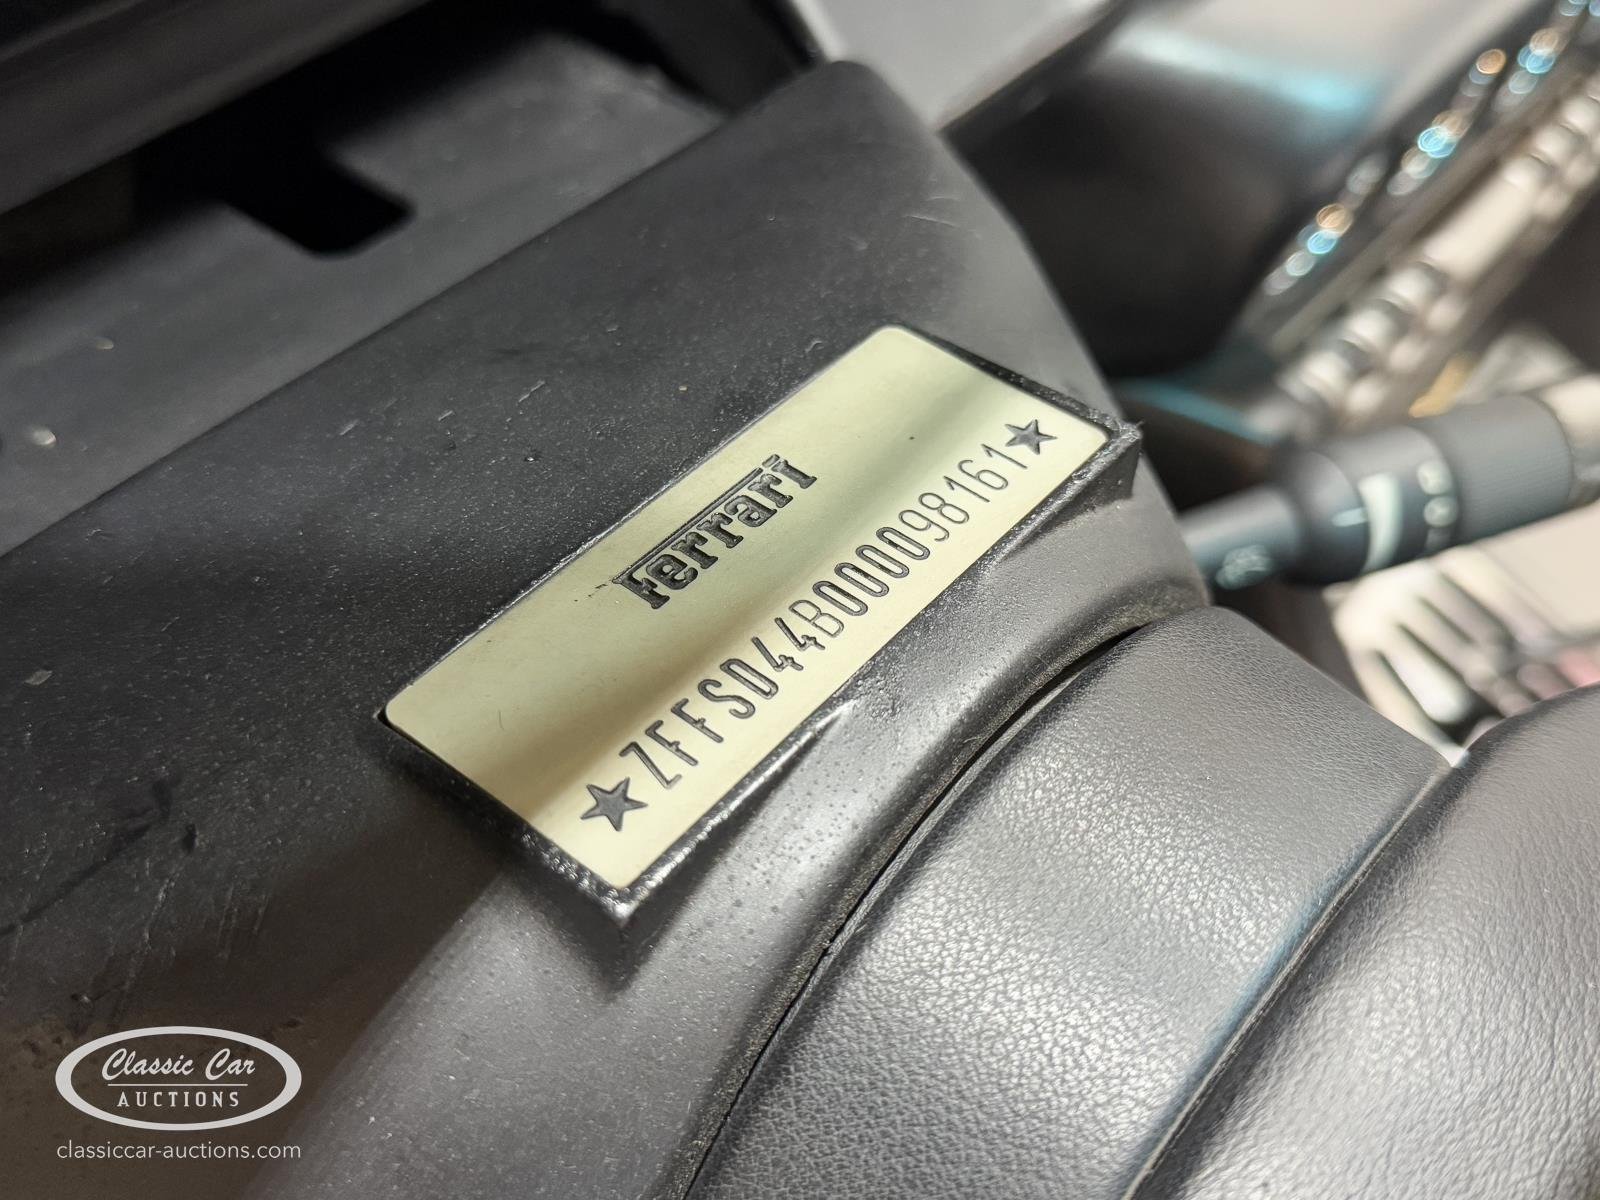 Ferrari
★ZFFSD44B000098161★
Classic Car
AUCTIONS
classiccar-auctions.com